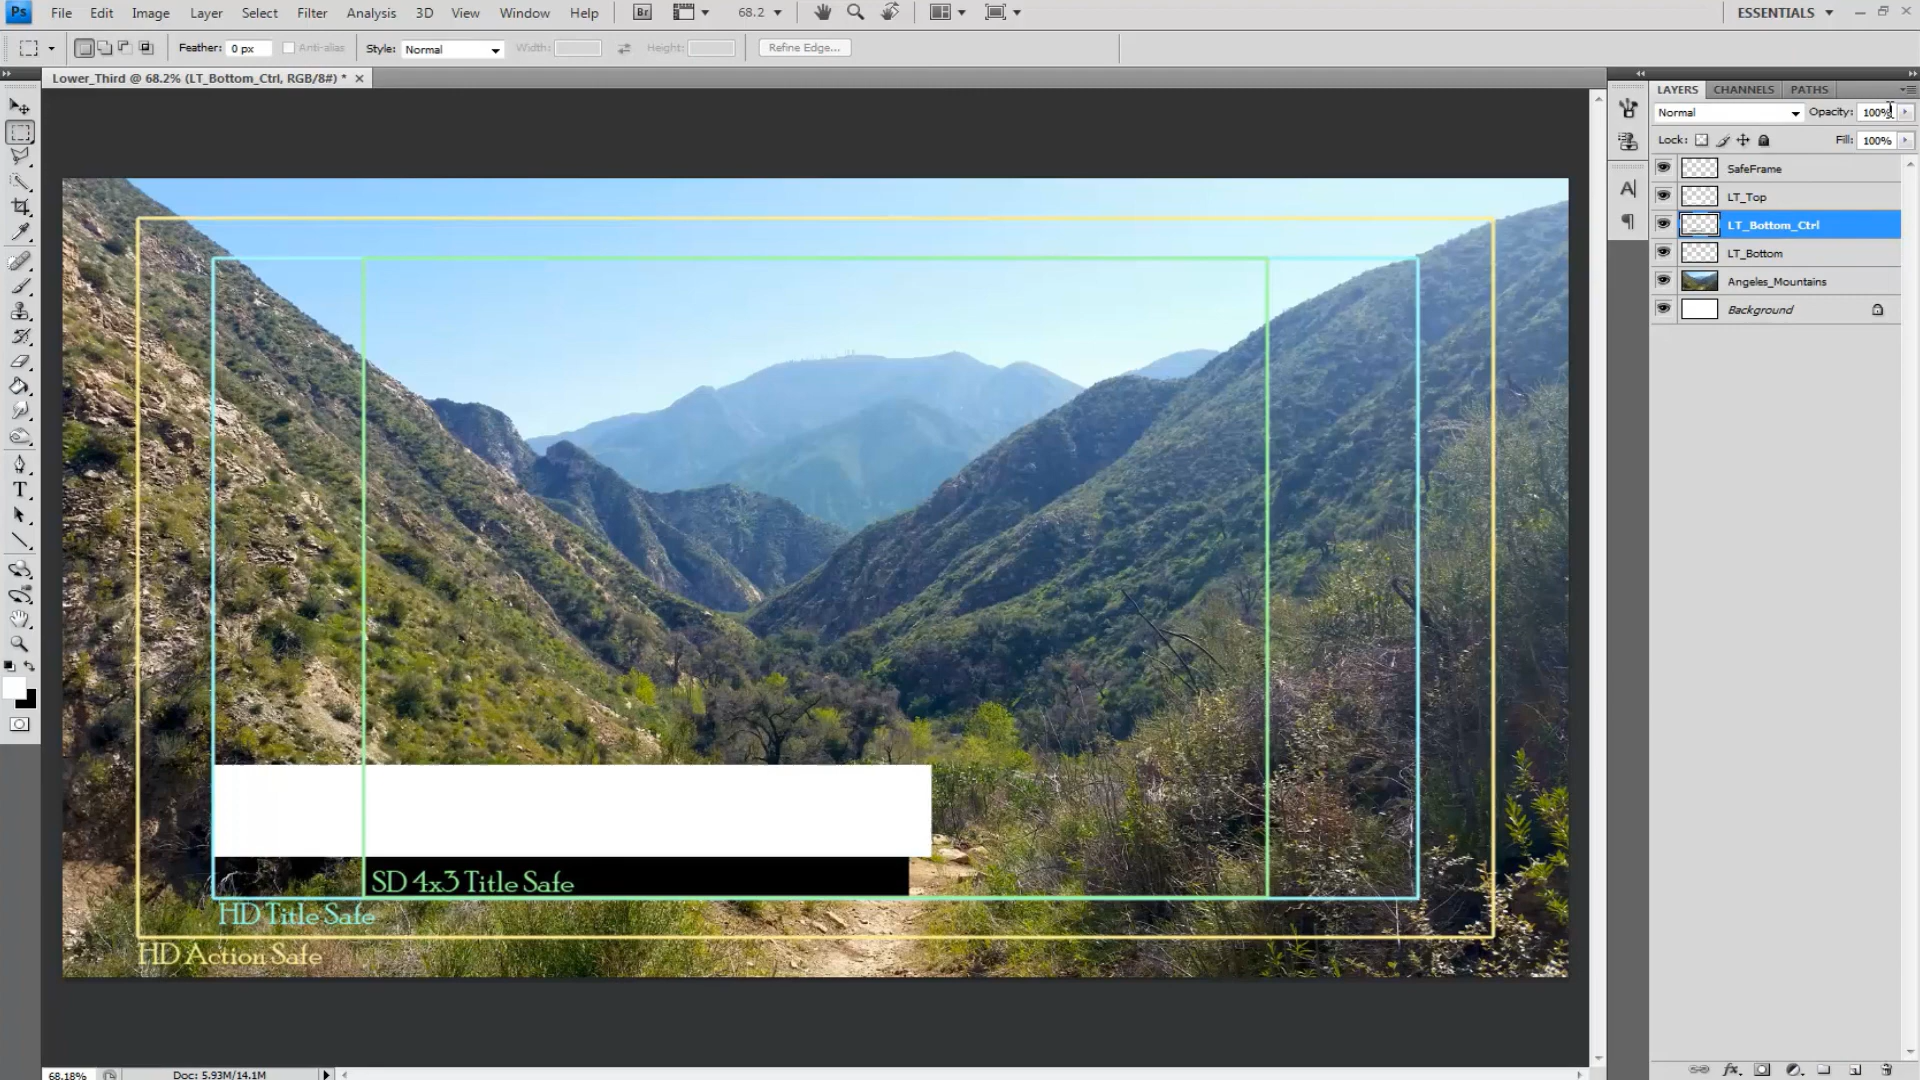 Ps File Edit Image Layer Select Filter Analysis 3D View Window Help Br 68.2 ESSENTIALS
Feather: 0 px Anti-alias Style: Normal Width: Height: Refine Edge...
Lower_Third @ 68.2% (LT_Bottom_Ctrl, RGB/8#) *
LAYERS CHANNELS PATHS
Normal Opacity: 100%
Lock: Fill: 100%
SafeFrame
LT_Top
LT_Bottom_Ctrl
LT_Bottom
Angeles_Mountains
Background
T
A
SD 4x3 Title Safe
HD Title Safe
HD Action Safe
68.18% Doc: 5.93M/14.1M
fx